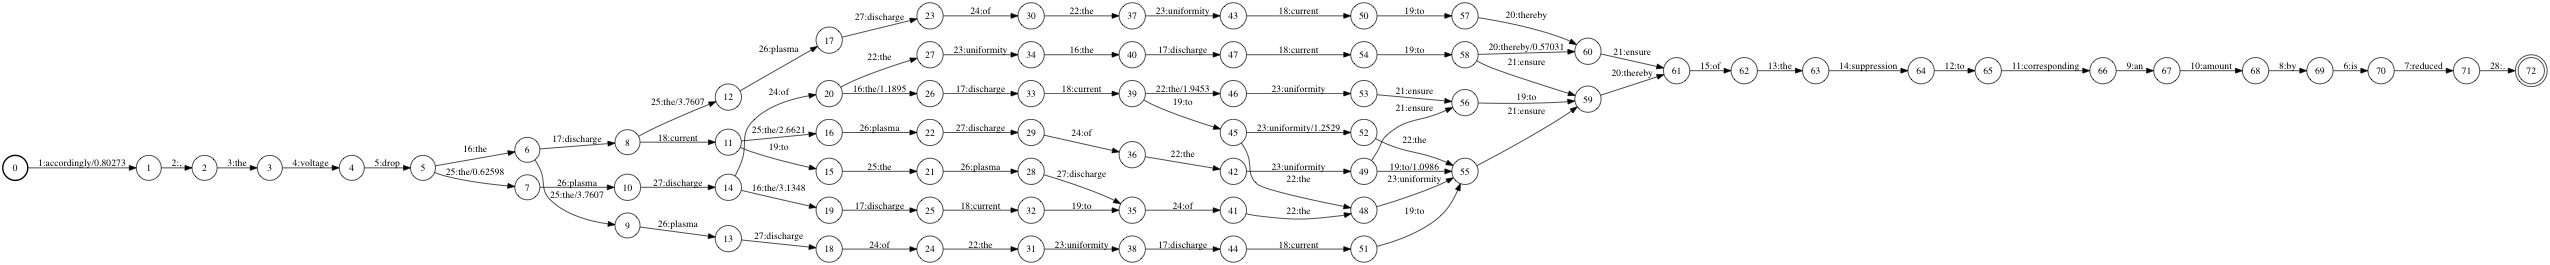 17 27:discharge 23 24:of 30 22:the 37 23:uniformity 43 18:current 50 19:to 57 20:thereby
26:plasma 22:the 27 23:uniformity 34 16:the 40 17:discharge 47 18:current 54 19:to 58 20:thereby/0.57031 60 21:ensure
25:the/3.7607 12 24:of 20 16:the/1.1895 26 17:discharge 33 18:current 39 22:the/1.9453 46 23:uniformity 53 21:ensure 56 19:to 59 21:ensure 20:thereby 61 15:of 62 13:the 63 14:suppression 64 12:to 65 11:corresponding 66 9:an 67 10:amount 68 8:by 69 6:is 70 7:reduced 71 28:. 72
16:the 6 17:discharge 8 18:current 11 25:the/2.6621 16 26:plasma 22 27:discharge 29 24:of 36 19:to 45 23:uniformity/1.2529 52 22:the 21:ensure
0 1:accordingly/0.80273 1 2:, 2 3:the 3 4:voltage 4 5:drop 5 19:to 15 25:the 21 26:plasma 28 27:discharge 22:the 42 23:uniformity 49 19:to/1.0986 55 21:ensure
25:the/0.62598 7 26:plasma 10 27:discharge 14 16:the/3.1348 19 17:discharge 25 18:current 32 19:to 35 24:of 41 22:the 48 22:the 23:uniformity
25:the/3.7607 9 26:plasma 13 27:discharge 18 24:of 24 22:the 31 23:uniformity 38 17:discharge 44 18:current 51 19:to